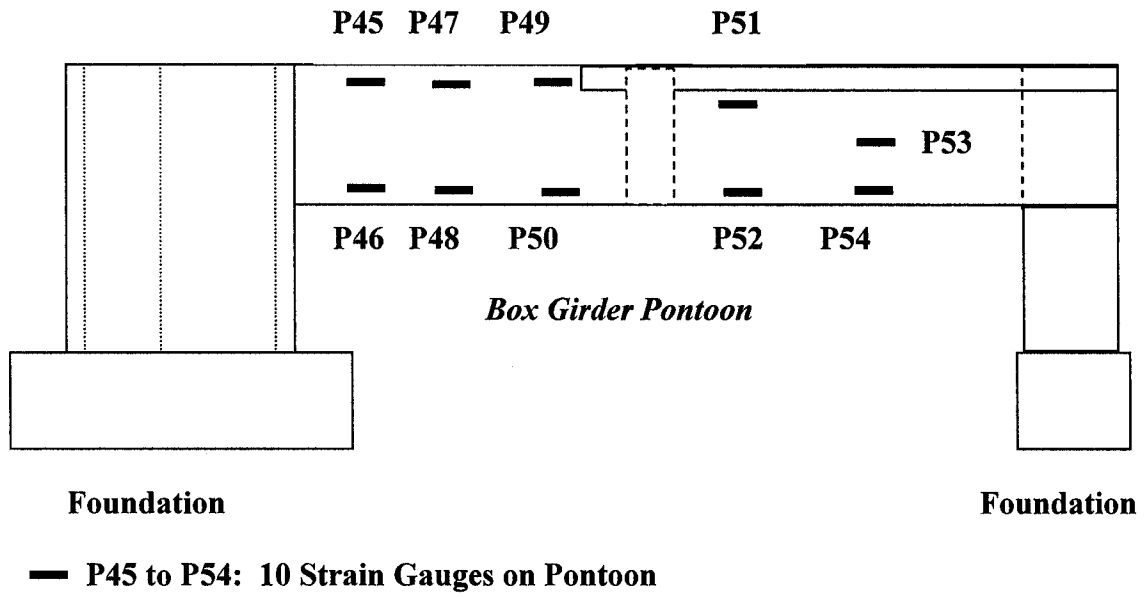 P45 P47 P49 P51
P53
P46 P48 P50 P52 P54
Box Girder Pontoon
Foundation Foundation
P45 to P54: 10 Strain Gauges on Pontoon